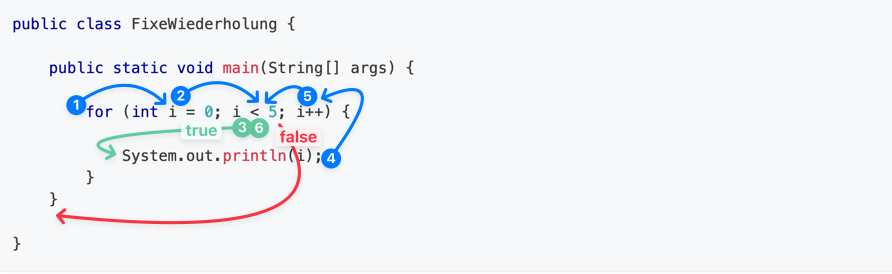 public class FixeWiederholung {
public static void main(String[] args) {
1 2 5
for (int i = 0; i < 5; i++) {
true 3 6 false
System.out.println(i); 4
}
}
}